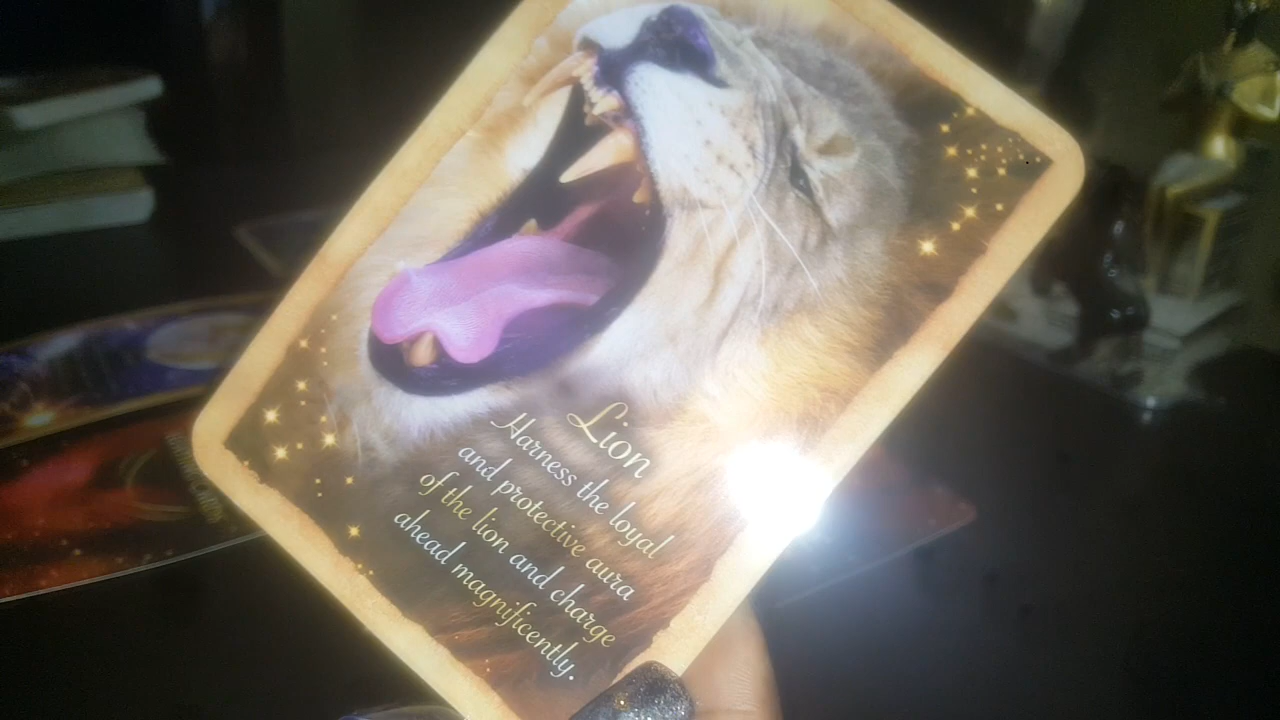 Lion
Harness the loyal
and protective aura
of the lion and charge
ahead magnificently.